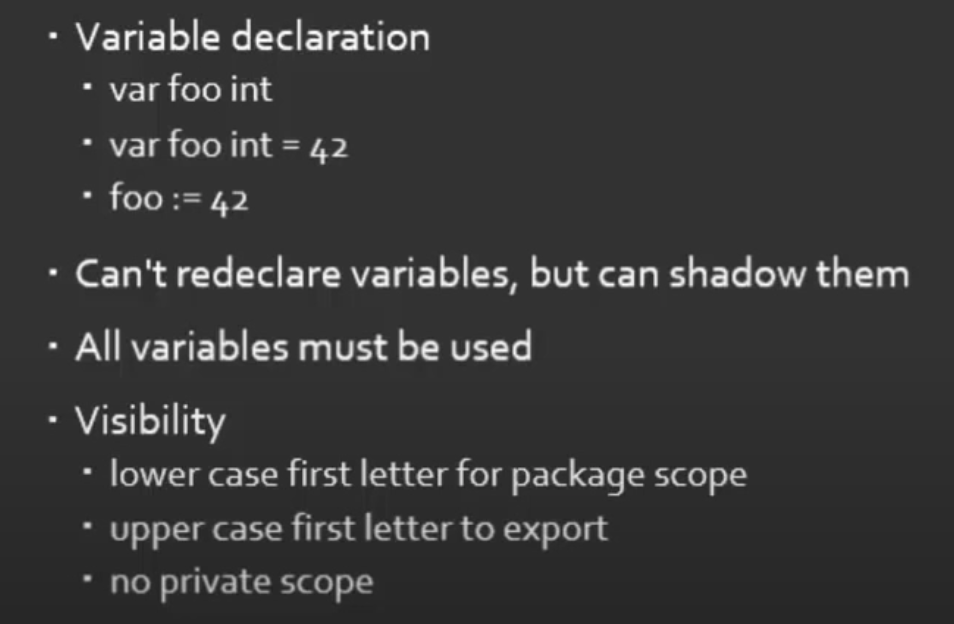 Variable declaration
var foo int
var foo int = 42
foo := 42
Can't redeclare variables, but can shadow them
All variables must be used
Visibility
lower case first letter for package scope
upper case first letter to export
no private scope